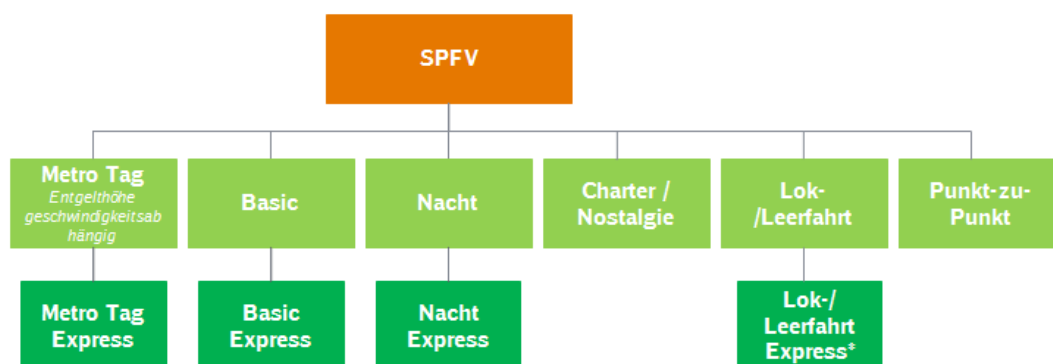 SPFV
Metro Tag
Entgelthöhe
geschwindigkeitsab
hängig
Basic
Nacht
Charter /
Nostalgie
Lok-
/Leerfahrt
Punkt-zu-
Punkt
Metro Tag
Express
Basic
Express
Nacht
Express
Lok-/
Leerfahrt
Express*